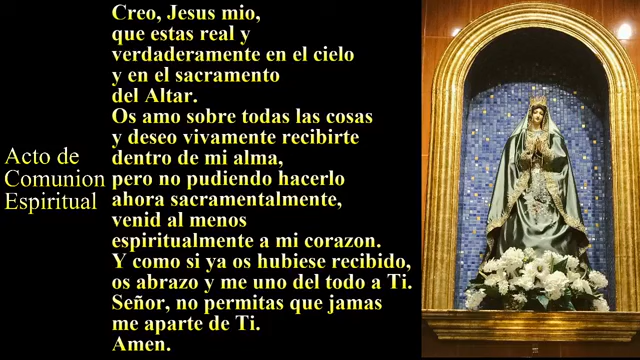 Acto de
Comunion
Espiritual
Creo, Jesus mio,
que estas real y
verdaderamente en el cielo
y en el sacramento
del Altar.
Os amo sobre todas las cosas
y deseo vivamente recibirte
dentro de mi alma,
pero no pudiendo hacerlo
ahora sacramentalmente,
venid al menos
espiritualmente a mi corazon.
Y como si ya os hubiese recibido,
os abrazo y me uno del todo a Ti.
Señor, no permitas que jamas
me aparte de Ti.
Amen.